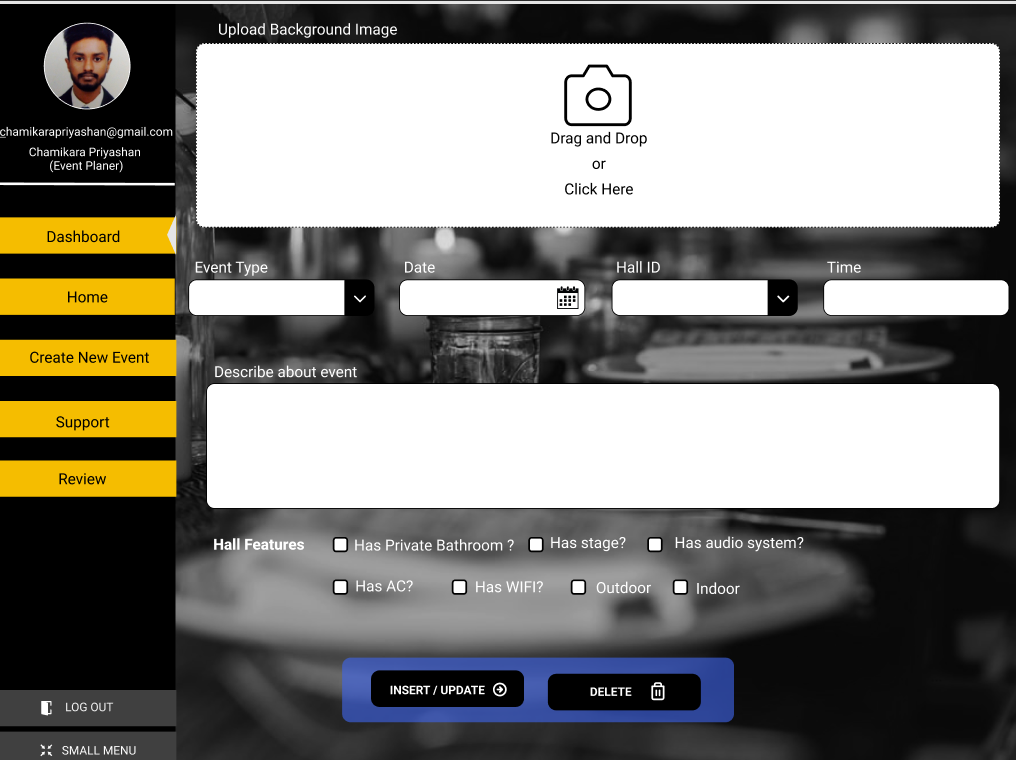 chamikarapriyashan@gmail.com
Chamikara Priyashan
(Event Planer)
Dashboard
Home
Create New Event
Support
Review
LOG OUT
SMALL MENU
Upload Background Image
Drag and Drop
or
Click Here
Event Type
Date
Hall ID
Time
Describe about event
Hall Features
Has Private Bathroom ?
Has stage?
Has audio system?
Has AC?
Has WIFI?
Outdoor
Indoor
INSERT / UPDATE
DELETE